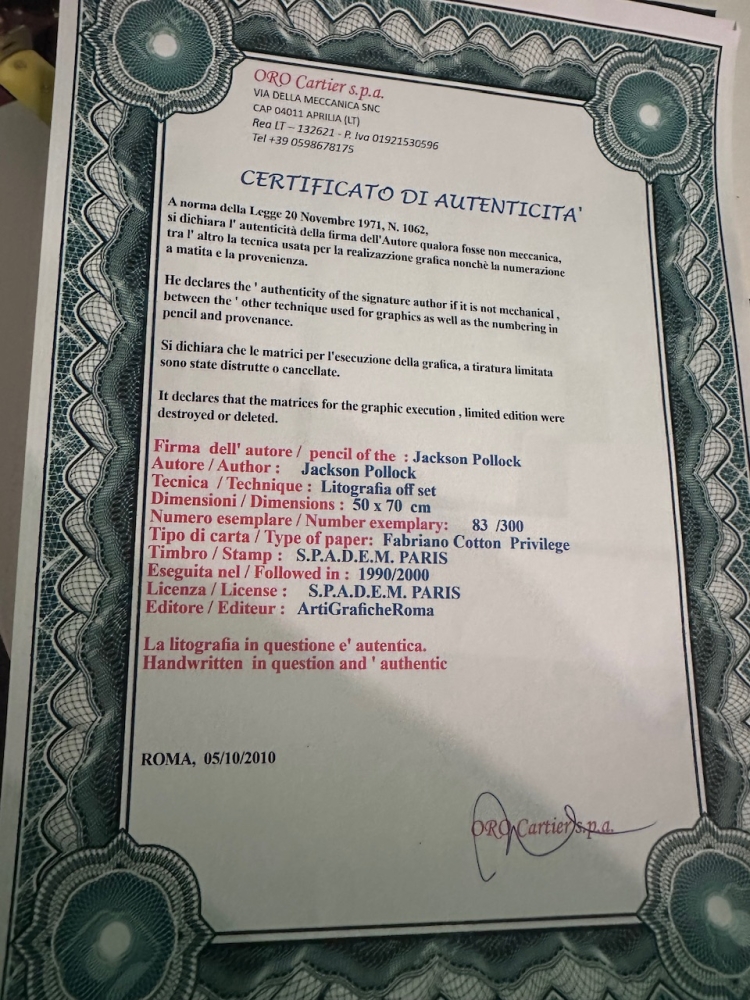 ORO Cartier s.p.a.
VIA DELLA MECCANICA SNC
CAP 04011 APRILIA (LT)
Rea LT – 132621 - P. Iva 01921530596
Tel +39 0598678175
CERTIFICATO DI AUTENTICITA'
A norma della Legge 20 Novembre 1971, N. 1062,
si dichiara l' autenticità della firma dell'Autore qualora fosse non meccanica,
tra l' altro la tecnica usata per la realizazzione grafica nonchè la numerazione
a matita e la provenienza.
He declares the ' authenticity of the signature author if it is not mechanical ,
between the ' other technique used for graphics as well as the numbering in
pencil and provenance.
Si dichiara che le matrici per l'esecuzione della grafica, a tiratura limitata
sono state distrutte o cancellate.
It declares that the matrices for the graphic execution , limited edition were
destroyed or deleted.
Firma dell' autore / pencil of the : Jackson Pollock
Autore / Author : Jackson Pollock
Tecnica / Technique : Litografia off set
Dimensioni / Dimensions : 50 x 70 cm
Numero esemplare / Number exemplary: 83 /300
Tipo di carta / Type of paper: Fabriano Cotton Privilege
Timbro / Stamp : S.P.A.D.E.M. PARIS
Eseguita nel / Followed in : 1990/2000
Licenza / License : S.P.A.D.E.M. PARIS
Editore / Editeur : ArtiGraficheRoma
La litografia in questione e' autentica.
Handwritten in question and ' authentic
ROMA, 05/10/2010
ORO Cartier s.p.a.